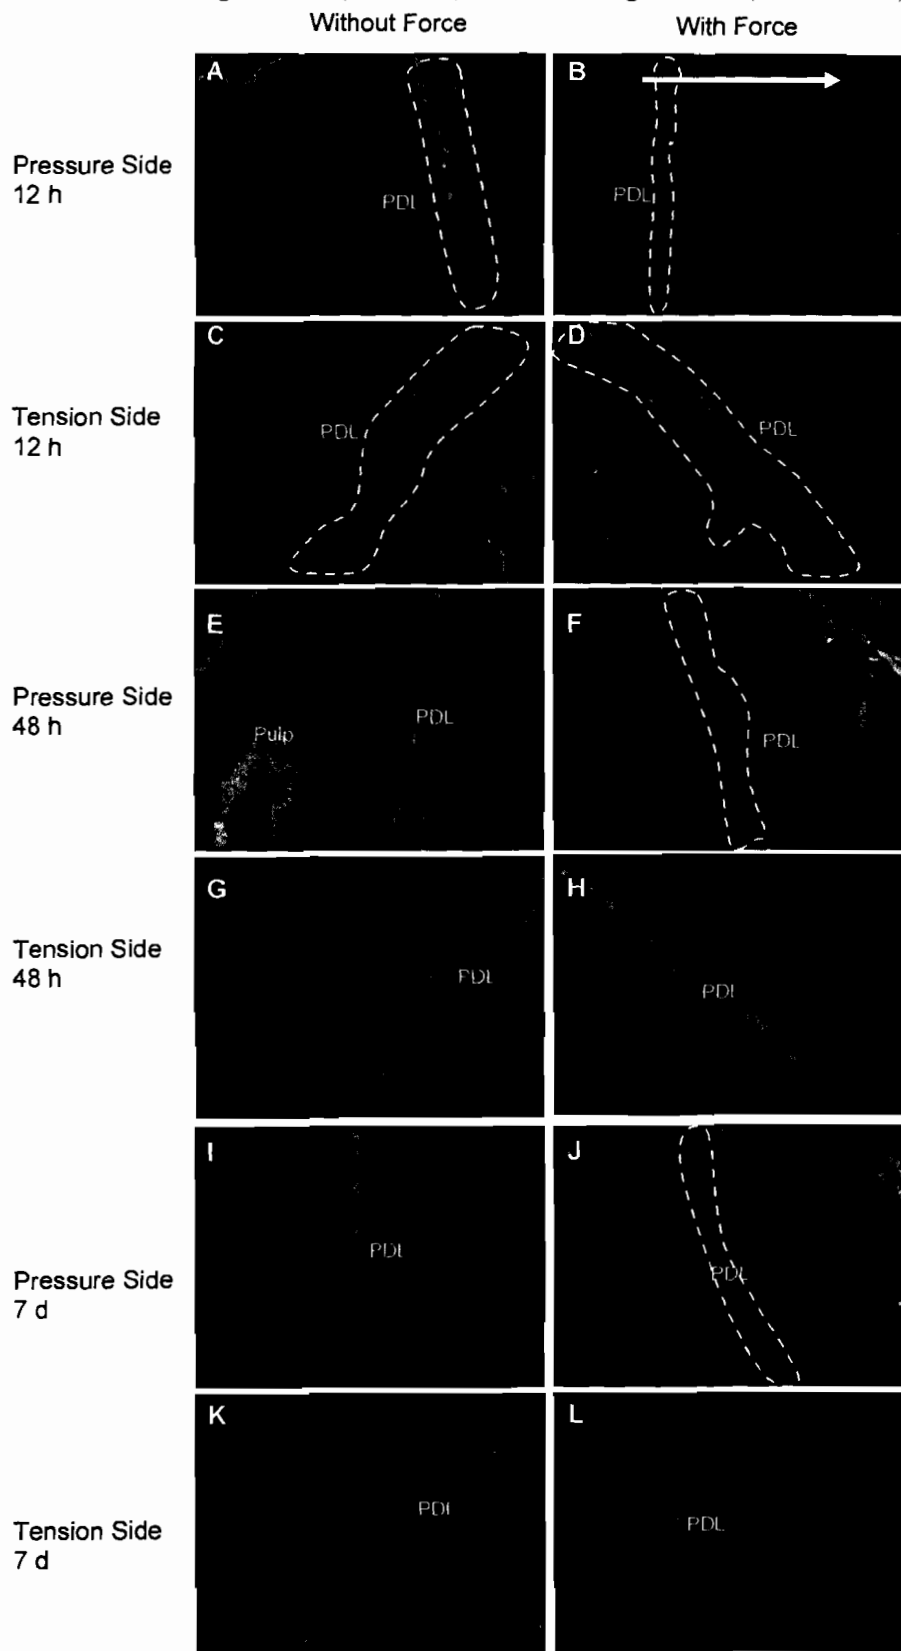 Without Force
With Force
Pressure Side
12 h
A
PDL
B
PDL
Tension Side
12 h
C
PDL
D
PDL
Pressure Side
48 h
E
Pulp
PDL
F
PDL
Tension Side
48 h
G
PDL
H
PDL
Pressure Side
7 d
I
PDL
J
PDL
Tension Side
7 d
K
PDL
L
PDL